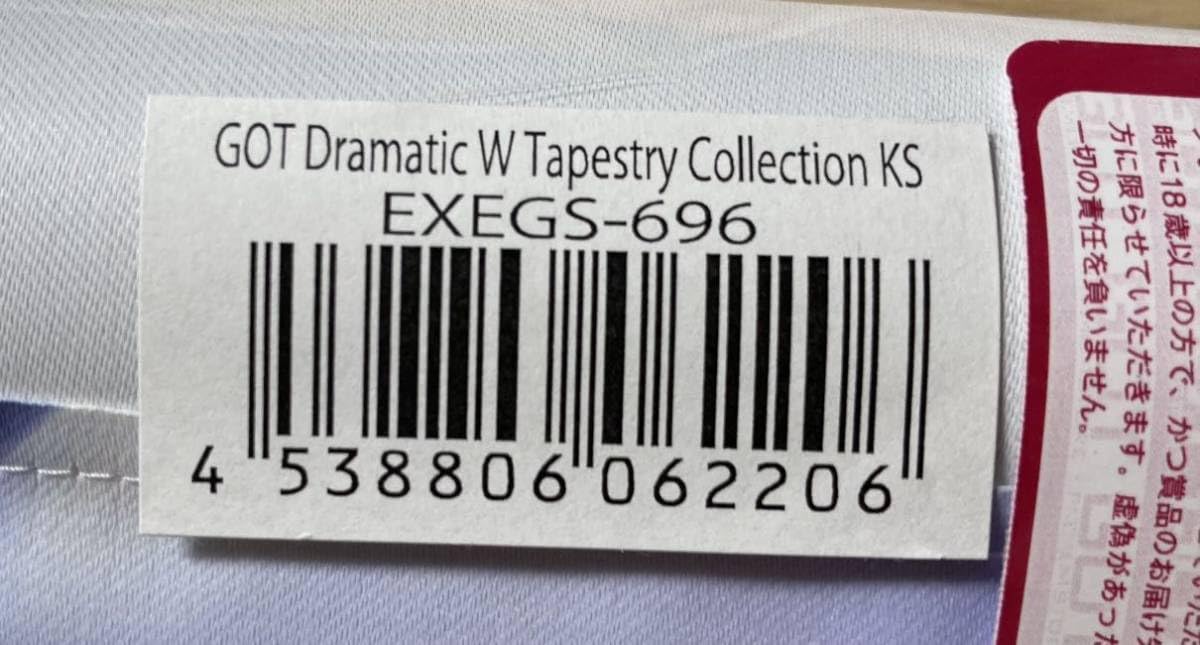 GOT Dramatic W Tapestry Collection KS
EXEGS-696
4 538806 062206
時に18歳以上の方で、かつ賞品のお届け
方に限らせていただきます。虚偽があった
一切の責任を負いません。